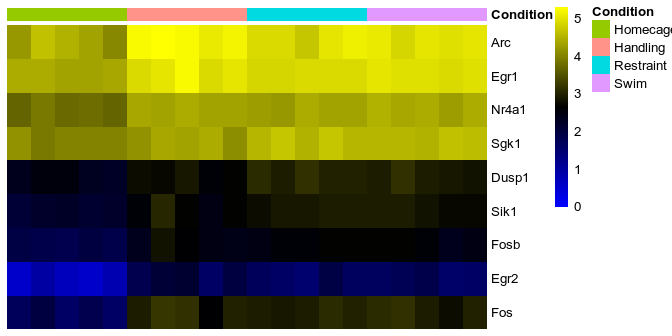 Condition
Arc
Egr1
Nr4a1
Sgk1
Dusp1
Sik1
Fosb
Egr2
Fos
5
4
3
2
1
0
Condition
Homecage
Handling
Restraint
Swim